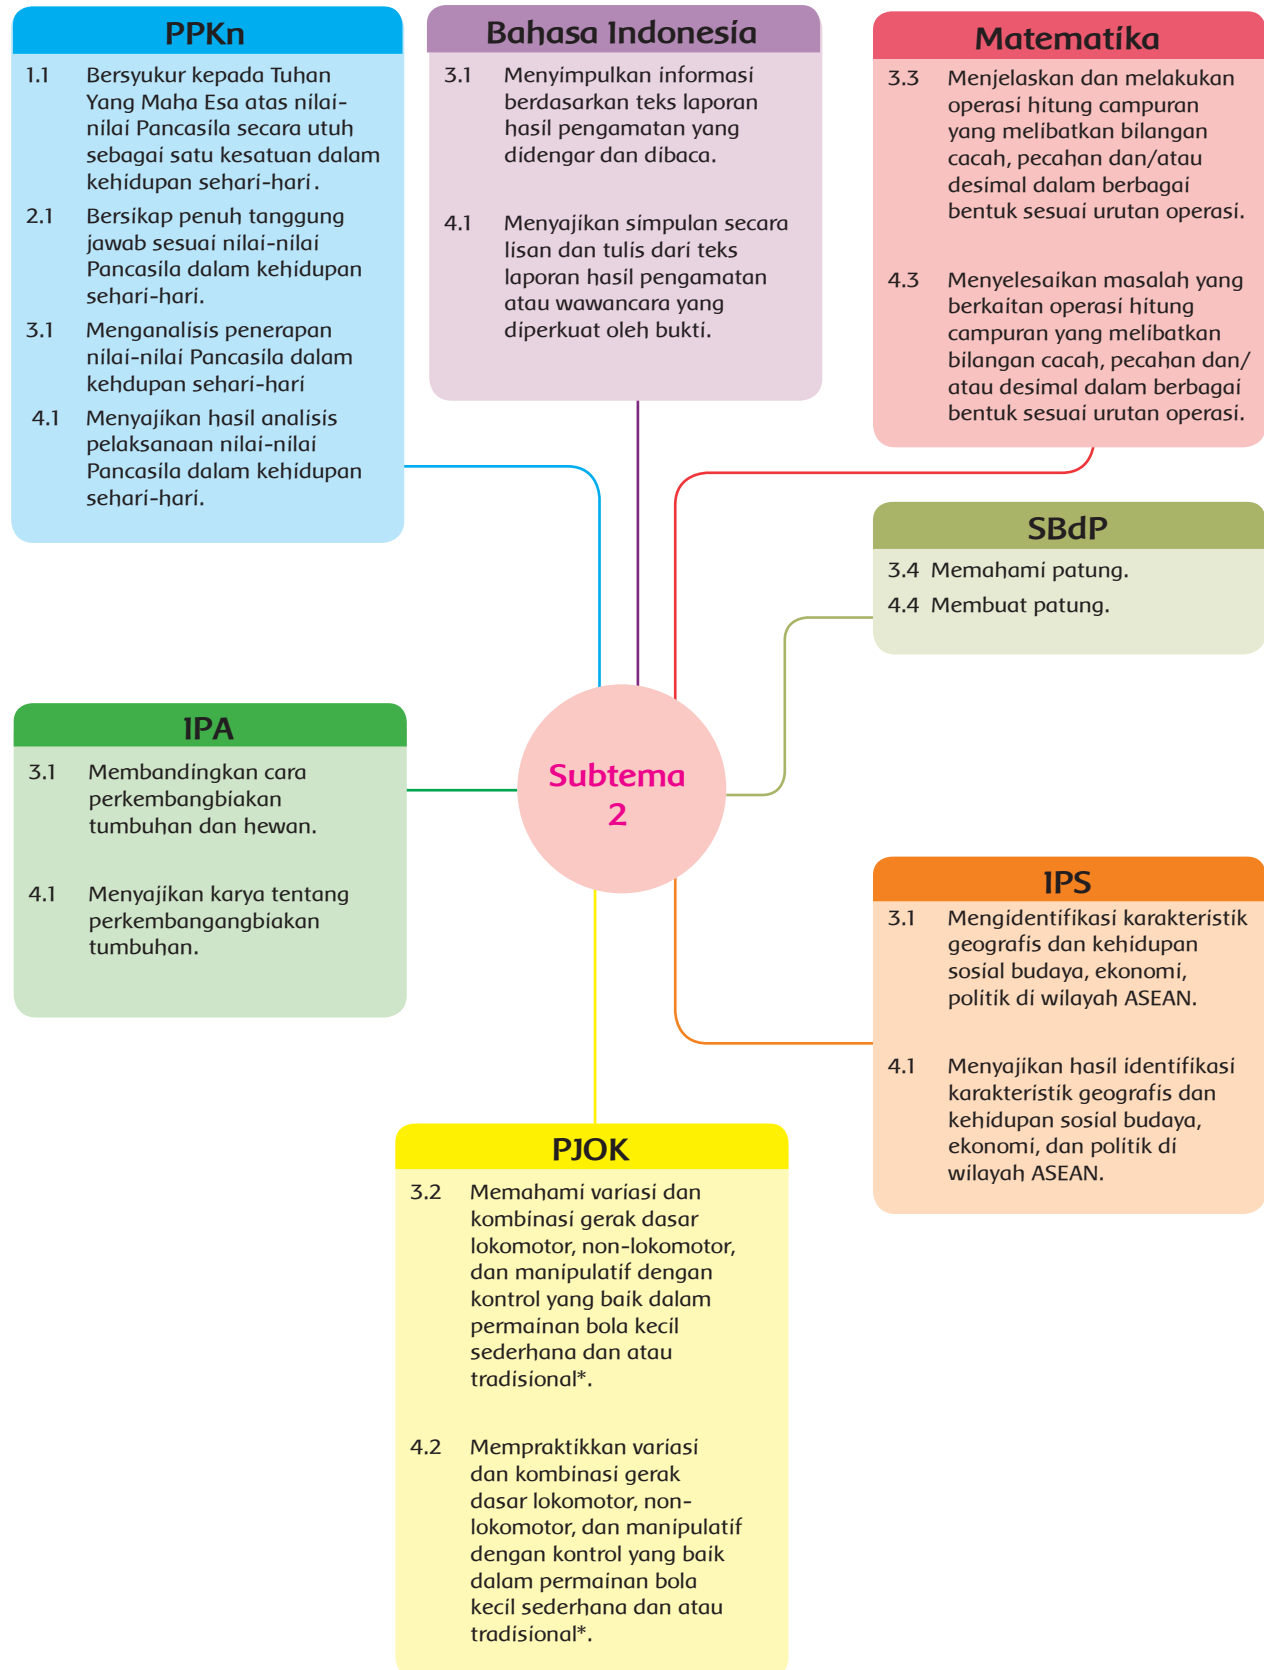 PPKn
1.1 Bersyukur kepada Tuhan
Yang Maha Esa atas nilai-
nilai Pancasila secara utuh
sebagai satu kesatuan dalam
kehidupan sehari-hari.
2.1 Bersikap penuh tanggung
jawab sesuai nilai-nilai
Pancasila dalam kehidupan
sehari-hari.
3.1 Menganalisis penerapan
nilai-nilai Pancasila dalam
kehdupan sehari-hari
4.1 Menyajikan hasil analisis
pelaksanaan nilai-nilai
Pancasila dalam kehidupan
sehari-hari.
Bahasa Indonesia
3.1 Menyimpulkan informasi
berdasarkan teks laporan
hasil pengamatan yang
didengar dan dibaca.
4.1 Menyajikan simpulan secara
lisan dan tulis dari teks
laporan hasil pengamatan
atau wawancara yang
diperkuat oleh bukti.
Matematika
3.3 Menjelaskan dan melakukan
operasi hitung campuran
yang melibatkan bilangan
cacah, pecahan dan/atau
desimal dalam berbagai
bentuk sesuai urutan operasi.
4.3 Menyelesaikan masalah yang
berkaitan operasi hitung
campuran yang melibatkan
bilangan cacah, pecahan dan/
atau desimal dalam berbagai
bentuk sesuai urutan operasi.
SBdP
3.4 Memahami patung.
4.4 Membuat patung.
IPA
3.1 Membandingkan cara
perkembangbiakan
tumbuhan dan hewan.
4.1 Menyajikan karya tentang
perkembangangbiakan
tumbuhan.
Subtema
2
IPS
3.1 Mengidentifikasi karakteristik
geografis dan kehidupan
sosial budaya, ekonomi,
politik di wilayah ASEAN.
4.1 Menyajikan hasil identifikasi
karakteristik geografis dan
kehidupan sosial budaya,
ekonomi, dan politik di
wilayah ASEAN.
PJOK
3.2 Memahami variasi dan
kombinasi gerak dasar
lokomotor, non-lokomotor,
dan manipulatif dengan
kontrol yang baik dalam
permainan bola kecil
sederhana dan atau
tradisional*.
4.2 Mempraktikkan variasi
dan kombinasi gerak
dasar lokomotor, non-
lokomotor, dan manipulatif
dengan kontrol yang baik
dalam permainan bola
kecil sederhana dan atau
tradisional*.